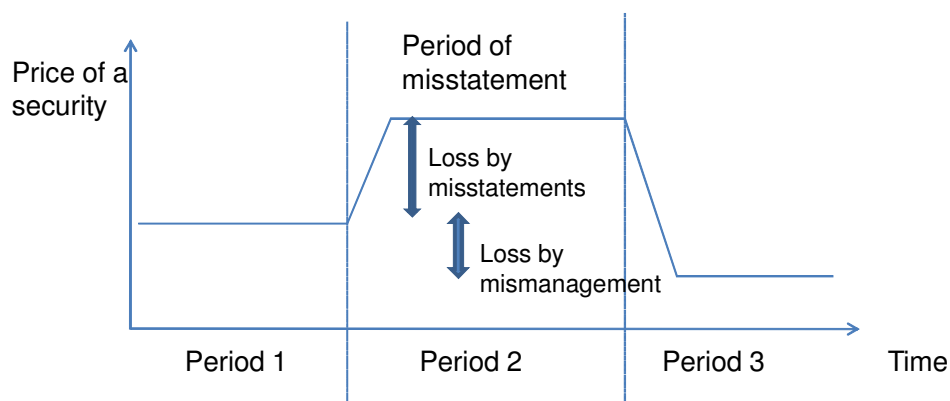 Price of a
security
Period of
misstatement
Loss by
misstatements
Loss by
mismanagement
Period 1
Period 2
Period 3
Time